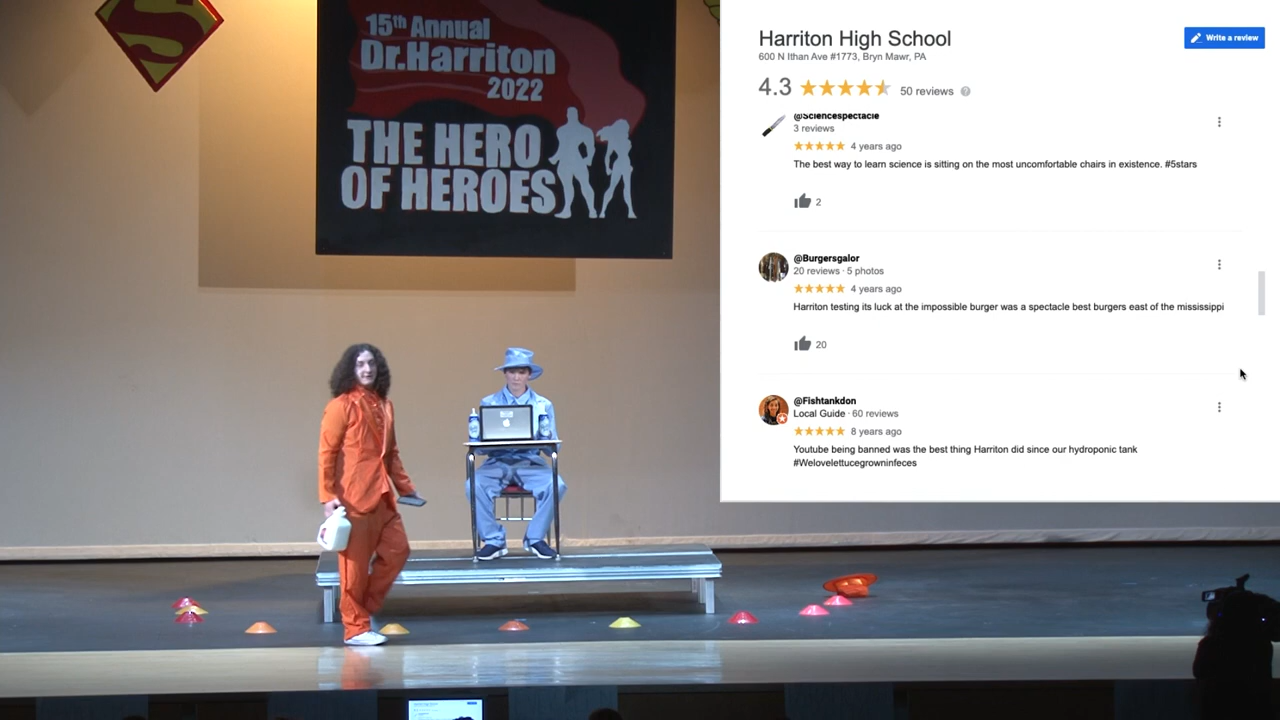 15th Annual
Dr.Harriton
2022
THE HERO
OF HEROES
Harriton High School
Write a review
600 N Ithan Ave #1773, Bryn Mawr, PA
4.3
50 reviews
@Sciencespectacle
3 reviews
4 years ago
The best way to learn science is sitting on the most uncomfortable chairs in existence. #5stars
2
@Burgersgalor
20 reviews · 5 photos
4 years ago
Harriton testing its luck at the impossible burger was a spectacle best burgers east of the mississippi
20
@Fishtankdon
Local Guide · 60 reviews
8 years ago
Youtube being banned was the best thing Harriton did since our hydroponic tank
#Welovelettucegrowninfeces